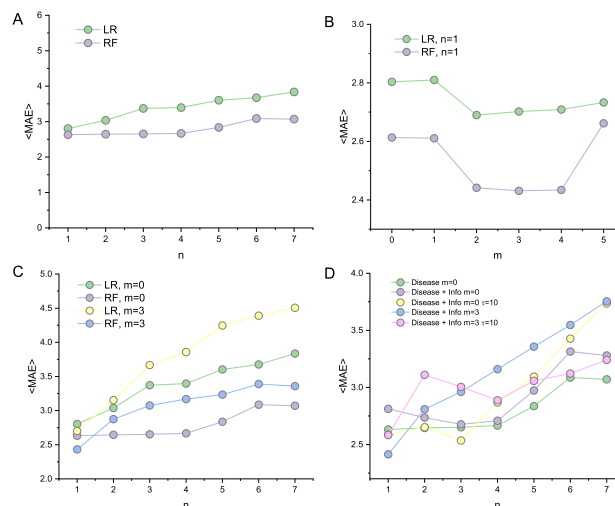 A
LR
RF
6
5
4
3
2
1
0
<MAE>
1 2 3 4 5 6 7
n
B
LR, n=1
RF, n=1
3.0
2.8
2.6
2.4
<MAE>
0 1 2 3 4 5
m
C
LR, m=0
RF, m=0
LR, m=3
RF, m=3
5.0
4.5
4.0
3.5
3.0
2.5
2.0
<MAE>
1 2 3 4 5 6 7
n
D
Disease m=0
Disease + Info m=0
Disease + Info m=0 τ=10
Disease + Info m=3
Disease + Info m=3 τ=10
4.0
3.5
3.0
2.5
<MAE>
1 2 3 4 5 6 7
n